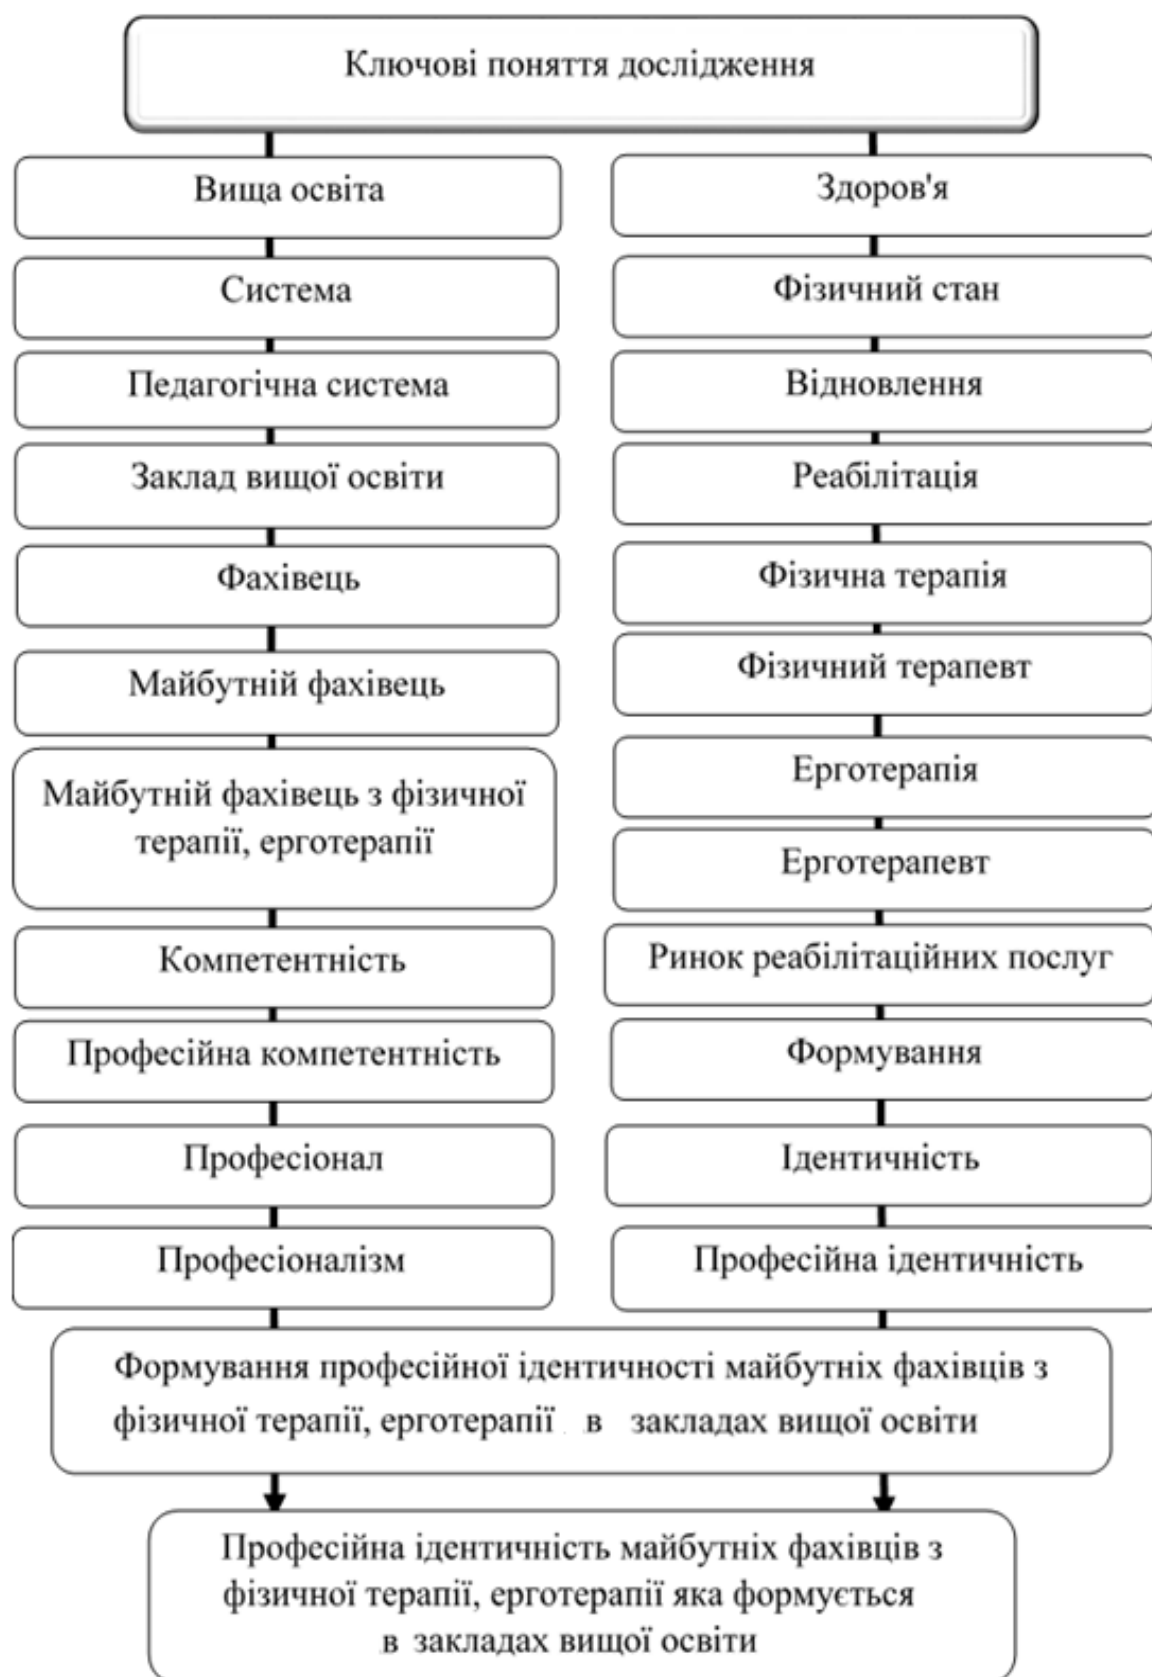 Ключові поняття дослідження
Вища освіта
Здоров'я
Система
Фізичний стан
Педагогічна система
Відновлення
Заклад вищої освіти
Реабілітація
Фахівець
Фізична терапія
Майбутній фахівець
Фізичний терапевт
Майбутній фахівець з фізичної
терапії, ерготерапії
Ерготерапія
Ерготерапевт
Компетентність
Ринок реабілітаційних послуг
Професійна компетентність
Формування
Професіонал
Ідентичність
Професіоналізм
Професійна ідентичність
Формування професійної ідентичності майбутніх фахівців з
фізичної терапії, ерготерапії в закладах вищої освіти
Професійна ідентичність майбутніх фахівців з
фізичної терапії, ерготерапії яка формується
в закладах вищої освіти